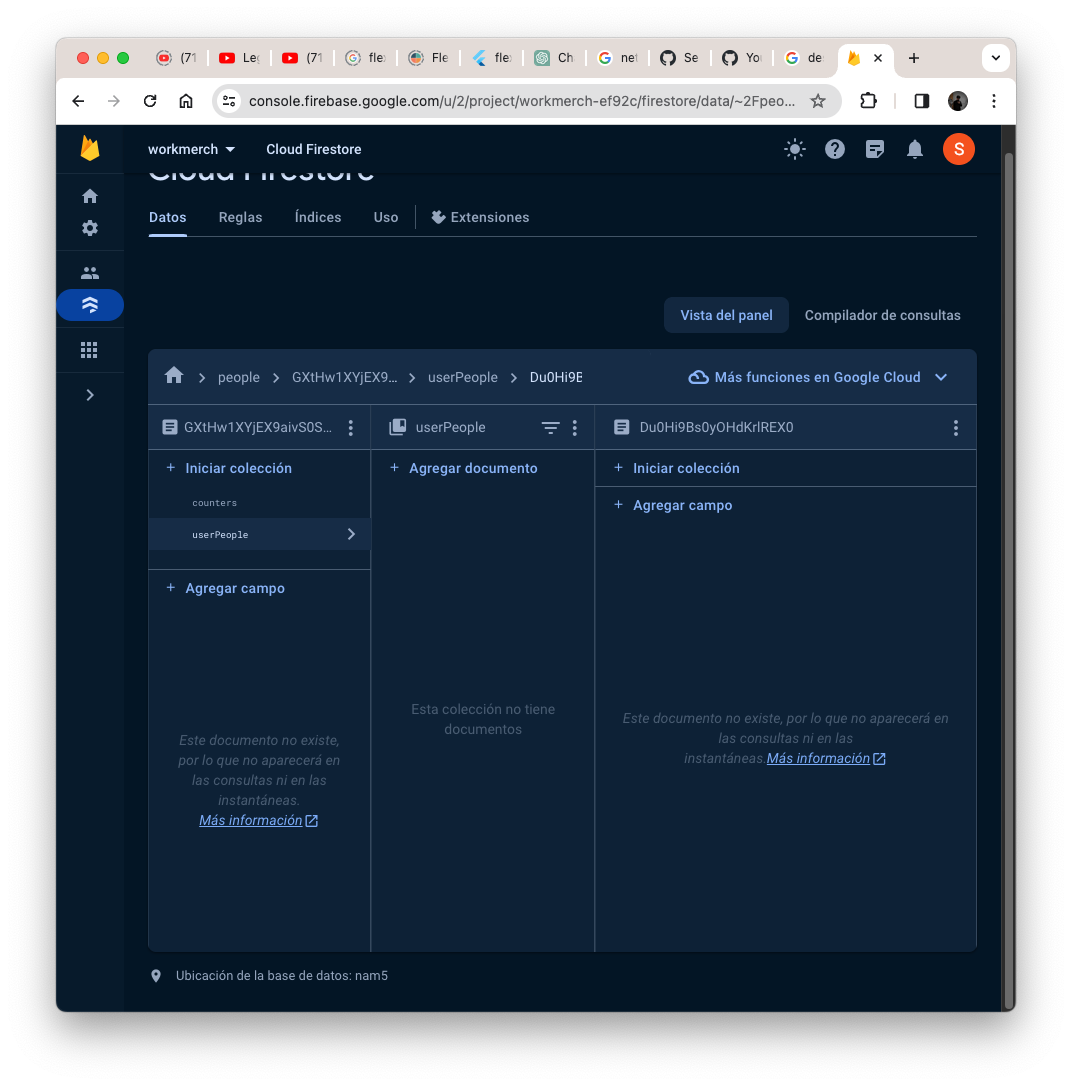 (71
Leg
(71
fle
Fle
fle
Ch
net
Se
Yo
de
console.firebase.google.com/u/2/project/workmerch-ef92c/firestore/data/~2Fpeo...
workmerch
Cloud Firestore
S
Cloud Firestore
Datos
Reglas
Índices
Uso
Extensiones
Vista del panel
Compilador de consultas
people
GXtHw1XYjEX9...
userPeople
Du0Hi9B
Más funciones en Google Cloud
GXtHw1XYjEX9aivS0S...
userPeople
Du0Hi9Bs0yOHdKrlREX0
+ Iniciar colección
+ Agregar documento
+ Iniciar colección
counters
+ Agregar campo
userPeople
+ Agregar campo
Esta colección no tiene
documentos
Este documento no existe, por lo que no aparecerá en
las consultas ni en las
instantáneas.Más información
Este documento no existe,
por lo que no aparecerá en
las consultas ni en las
instantáneas.
Más información
Ubicación de la base de datos: nam5